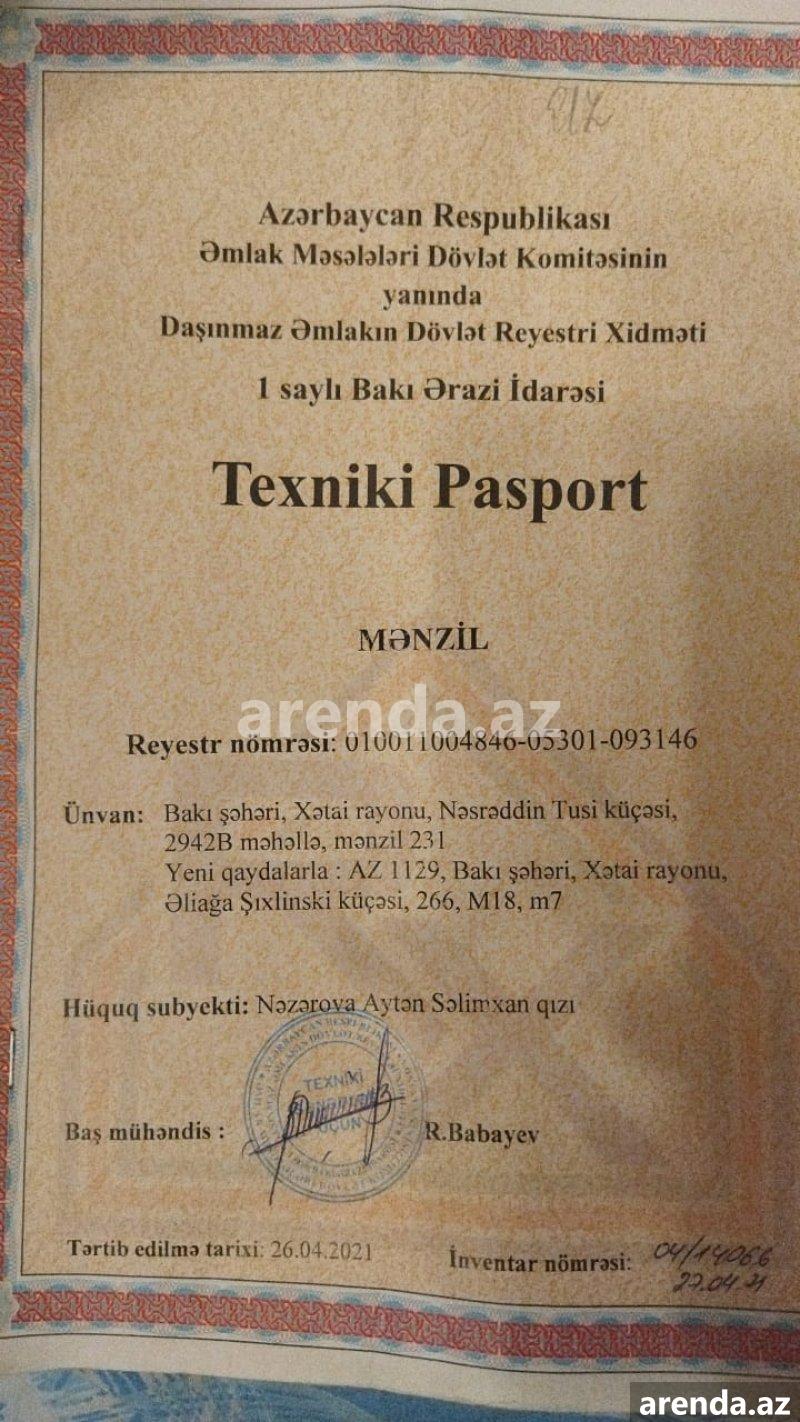 Azərbaycan Respublikası
Əmlak Məsələləri Dövlət Komitəsinin
yanında
Daşınmaz Əmlakın Dövlət Reyestri Xidməti
1 saylı Bakı Ərazi İdarəsi
Texniki Pasport
MƏNZİL
arenda.az
Reyestr nömrəsi: 010011004846-05301-093146
Ünvan: Bakı şəhəri, Xətai rayonu, Nəsrəddin Tusi küçəsi,
2942B məhəllə, mənzil 231
Yeni qaydalarla : AZ 1129, Bakı şəhəri, Xətai rayonu,
Əliağa Şıxlinski küçəsi, 266, M18, m7
Hüquq subyekti: Nəzərova Aytən Səlimxan qızı
TEXNİKİ
Baş mühəndis : R.Babayev
Tərtib edilmə tarixi: 26.04.2021
İnventar nömrəsi: 04/14066
27.04.21
arenda.az